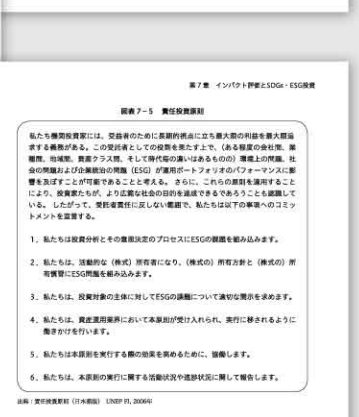 第7章 インパクト評価とSDGs・ESG投資
図表7－5 責任投資原則
私たち機関投資家には、受益者のために長期的視点に立ち最大限の利益を最大限追
求する義務がある。この受託者としての役割を果たす上で、（ある程度の会社間、業
種間、地域間、資産クラス間、そして時代毎の違いはあるものの）環境上の問題、社
会の問題および企業統治の問題（ESG）が運用ポートフォリオのパフォーマンスに影
響を及ぼすことが可能であることと考える。さらに、これらの原則を適用すること
により、投資家たちが、より広範な社会の目的を達成できるであろうことも認識して
いる。したがって、受託者責任に反しない範囲で、私たちは以下の事項へのコミッ
トメントを宣言する。
1．私たちは投資分析とその意思決定のプロセスにESGの課題を組み込みます。
2．私たちは、活動的な（株式）所有者になり、（株式の）所有方針と（株式の）所
有慣習にESG問題を組み込みます。
3．私たちは、投資対象の主体に対してESGの課題について適切な開示を求めます。
4．私たちは、資産運用業界において本原則が受け入れられ、実行に移されるように
働きかけを行います。
5．私たちは本原則を実行する際の効果を高めるために、協働します。
6．私たちは、本原則の実行に関する活動状況や進捗状況に関して報告します。
出典：責任投資原則（日本語版） UNEP FI, 2006年